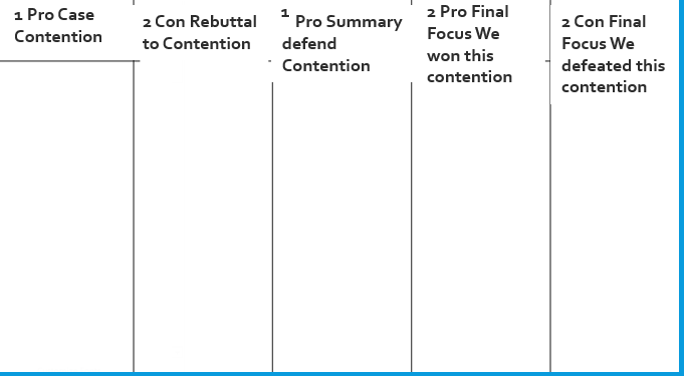 1 Pro Case
Contention
2 Con Rebuttal
to Contention
1 Pro Summary
defend
Contention
2 Pro Final
Focus We
won this
contention
2 Con Final
Focus We
defeated this
contention